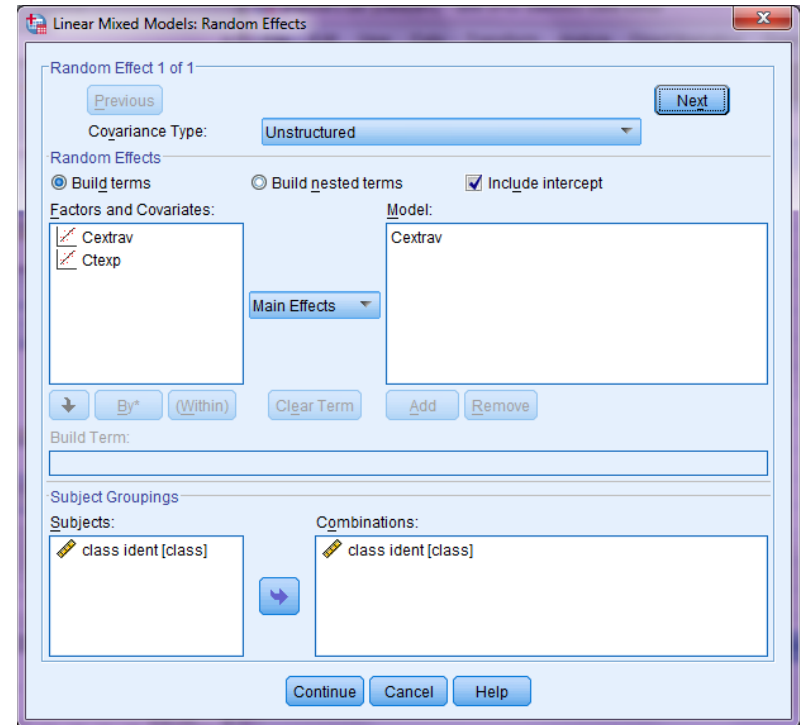 Linear Mixed Models: Random Effects
Random Effect 1 of 1
Previous
Next
Covariance Type:
Unstructured
Random Effects
Build terms
Build nested terms
Include intercept
Factors and Covariates:
Model:
Cextrav
Cextrav
Ctexp
Main Effects
By*
(Within)
Clear Term
Add
Remove
Build Term:
Subject Groupings
Subjects:
Combinations:
class ident [class]
class ident [class]
Continue
Cancel
Help